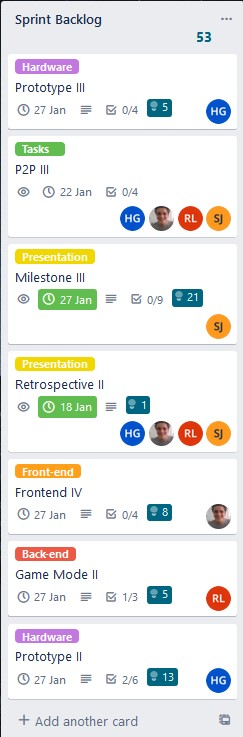 Sprint Backlog
53
Hardware
Prototype III
27 Jan 0/4 5 HG
Tasks
P2P III
22 Jan 0/4
HG RL SJ
Presentation
Milestone III
27 Jan 0/9 21
SJ
Presentation
Retrospective II
18 Jan 1
HG RL SJ
Front-end
Frontend IV
27 Jan 0/4 8
Back-end
Game Mode II
27 Jan 1/3 5 RL
Hardware
Prototype II
27 Jan 2/6 13 HG
+ Add another card